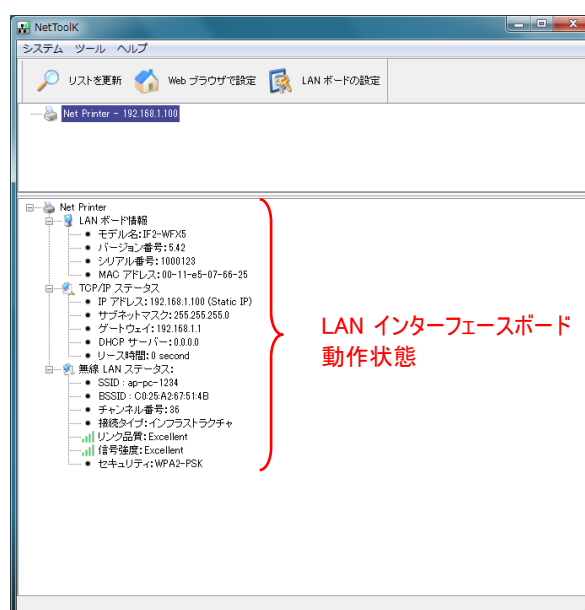 NetToolK
システム ツール ヘルプ
リストを更新 Web ブラウザで設定 LAN ボードの設定
Net Printer - 192.168.1.100
Net Printer
LAN ボード情報
モデル名:IF2-WFX5
バージョン番号:5.42
シリアル番号:1000123
MAC アドレス:00-11-e5-07-66-25
TCP/IP ステータス
IP アドレス:192.168.1.100 (Static IP)
サブネットマスク:255.255.255.0
ゲートウェイ:192.168.1.1
DHCP サーバー:0.0.0.0
リース時間:0 second
無線 LAN ステータス:
SSID : ap-pc-1234
BSSID : C0:25:A2:67:51:4B
チャンネル番号:36
接続タイプ:インフラストラクチャ
リンク品質:Excellent
信号強度:Excellent
セキュリティ:WPA2-PSK
LAN インターフェースボード
動作状態